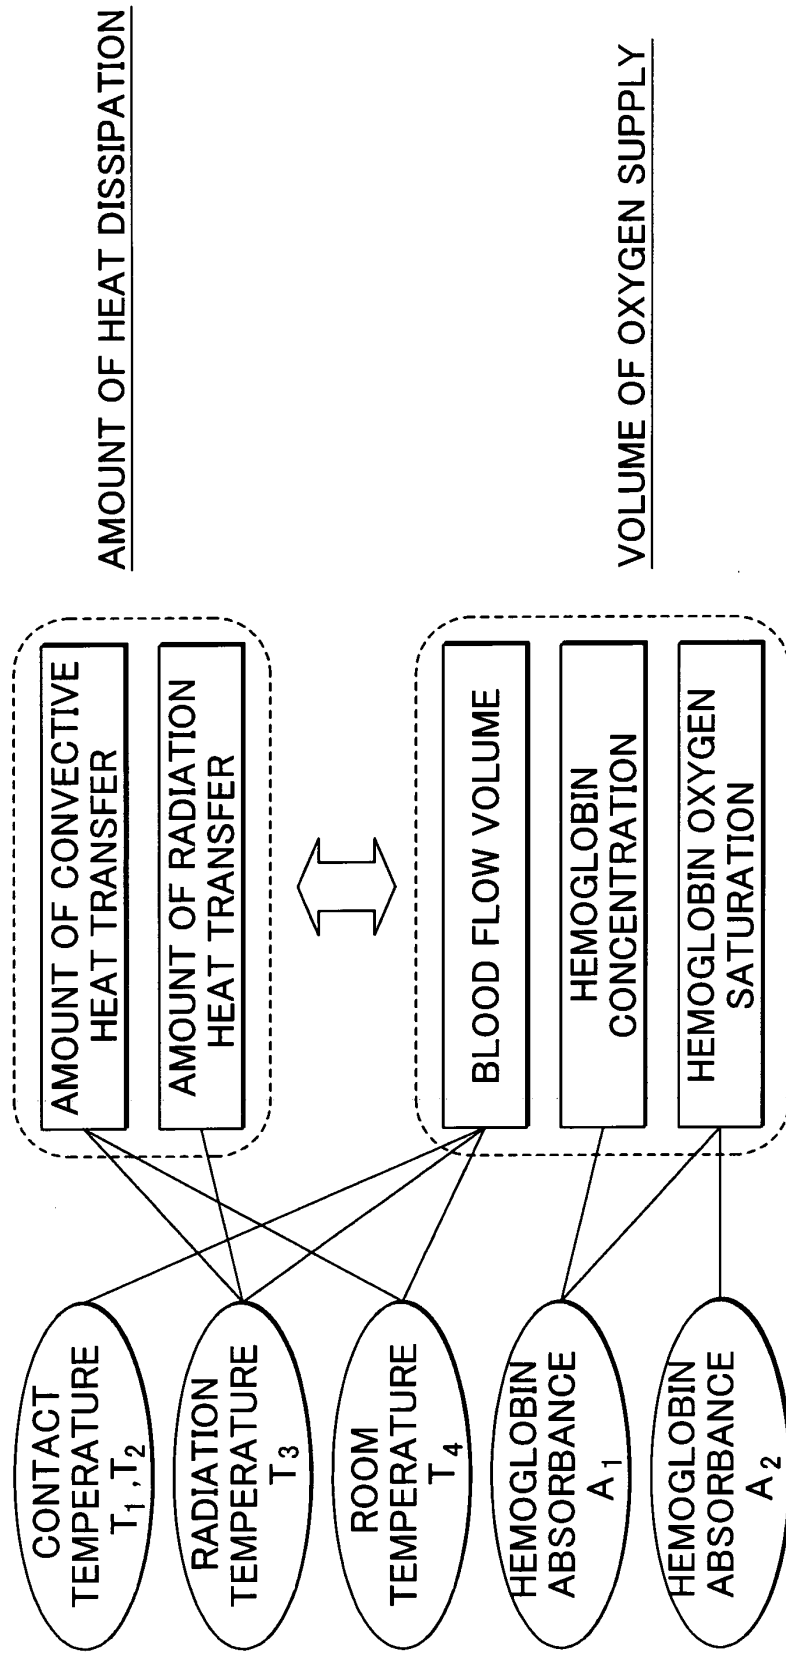 CONTACT
TEMPERATURE
T₁ ,T₂
RADIATION
TEMPERATURE
T₃
ROOM
TEMPERATURE
T₄
HEMOGLOBIN
ABSORBANCE
A₁
HEMOGLOBIN
ABSORBANCE
A₂
AMOUNT OF CONVECTIVE
HEAT TRANSFER
AMOUNT OF RADIATION
HEAT TRANSFER
BLOOD FLOW VOLUME
HEMOGLOBIN
CONCENTRATION
HEMOGLOBIN OXYGEN
SATURATION
AMOUNT OF HEAT DISSIPATION
VOLUME OF OXYGEN SUPPLY